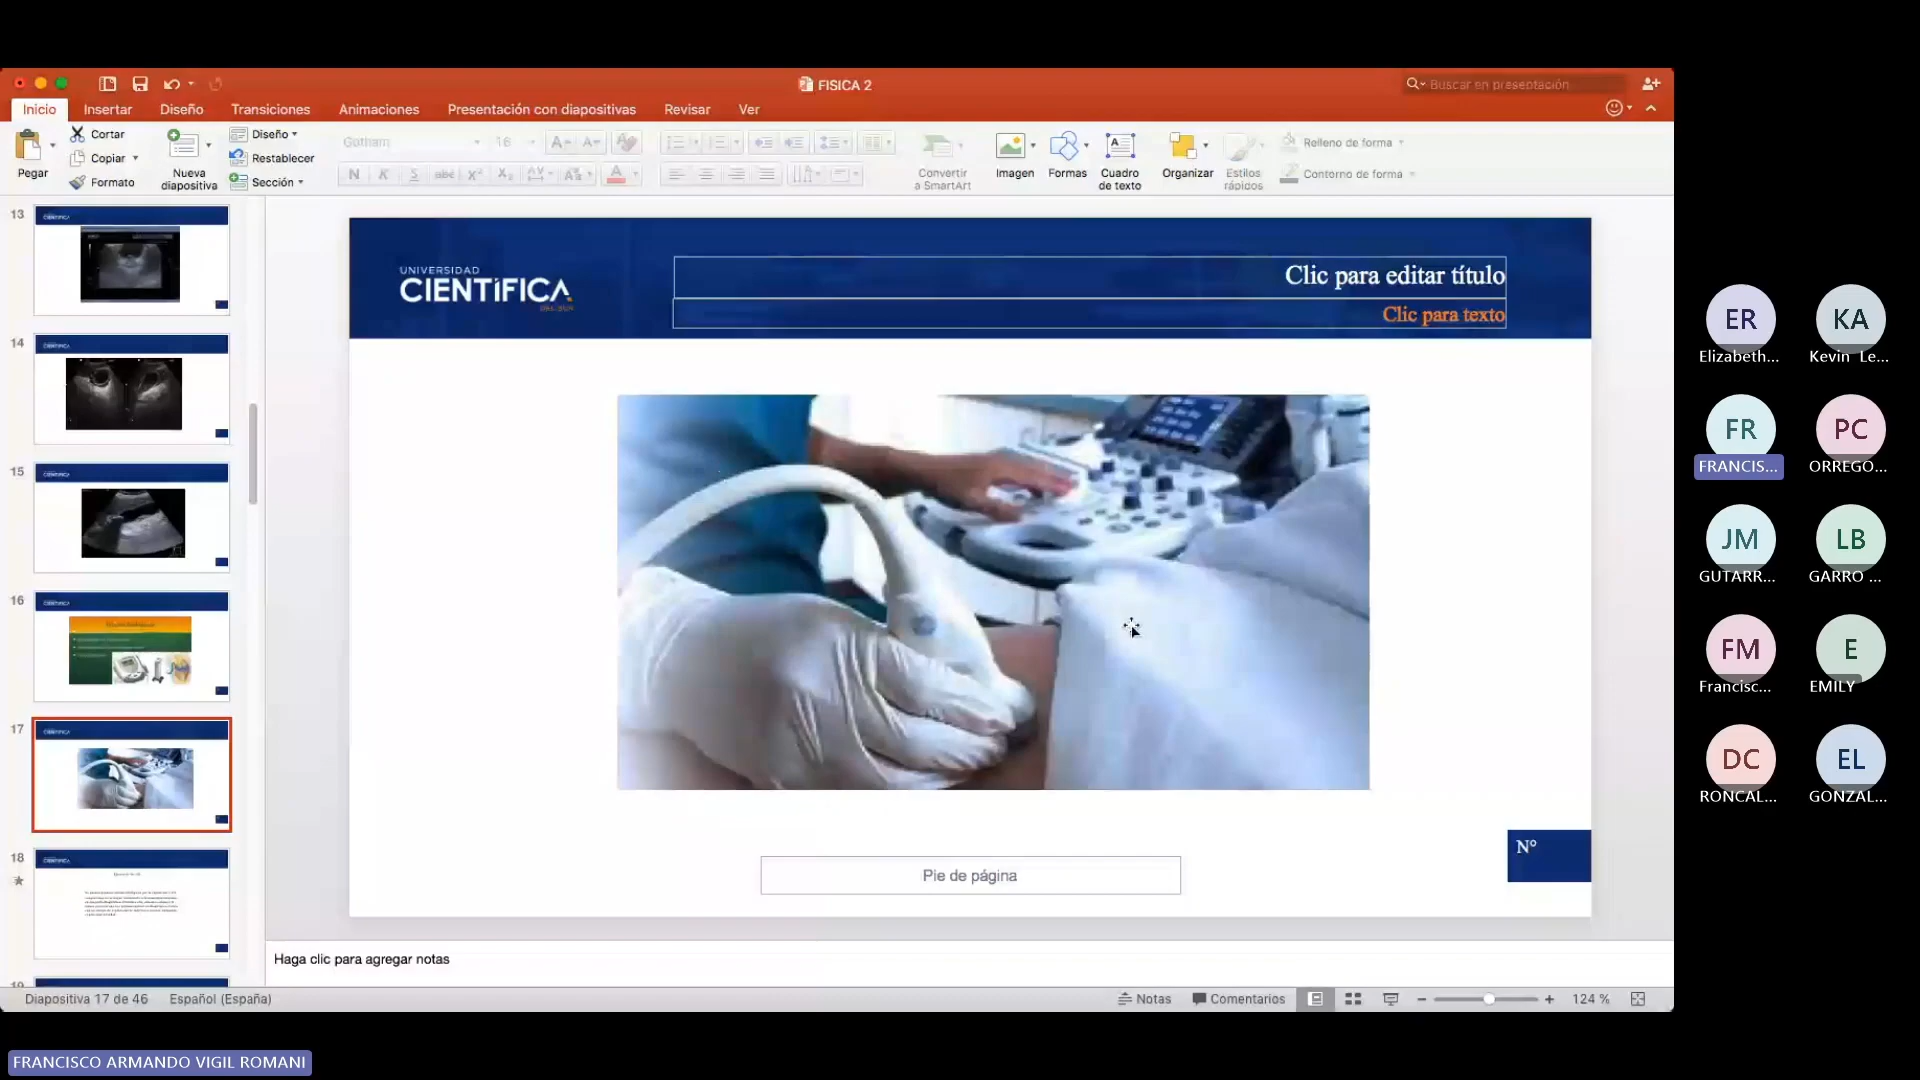 FISICA 2
Buscar en presentación
Inicio
Insertar
Diseño
Transiciones
Animaciones
Presentación con diapositivas
Revisar
Ver
Pegar
Cortar
Copiar
Formato
Nueva
diapositiva
Diseño
Restablecer
Sección
Gotham
16
Convertir
a SmartArt
Imagen
Formas
Cuadro
de texto
Organizar
Estilos
rápidos
Relleno de forma
Contorno de forma
13
14
15
16
17
18
UNIVERSIDAD
CIENTÍFICA
DEL SUR
Clic para editar título
Clic para texto
Pie de página
N°
Haga clic para agregar notas
Diapositiva 17 de 46
Español (España)
Notas
Comentarios
124 %
ER
Elizabeth...
KA
Kevin Le...
FR
FRANCIS...
PC
ORREGO...
JM
GUTARR...
LB
GARRO ...
FM
Francisc...
E
EMILY
DC
RONCAL...
EL
GONZAL...
FRANCISCO ARMANDO VIGIL ROMANI